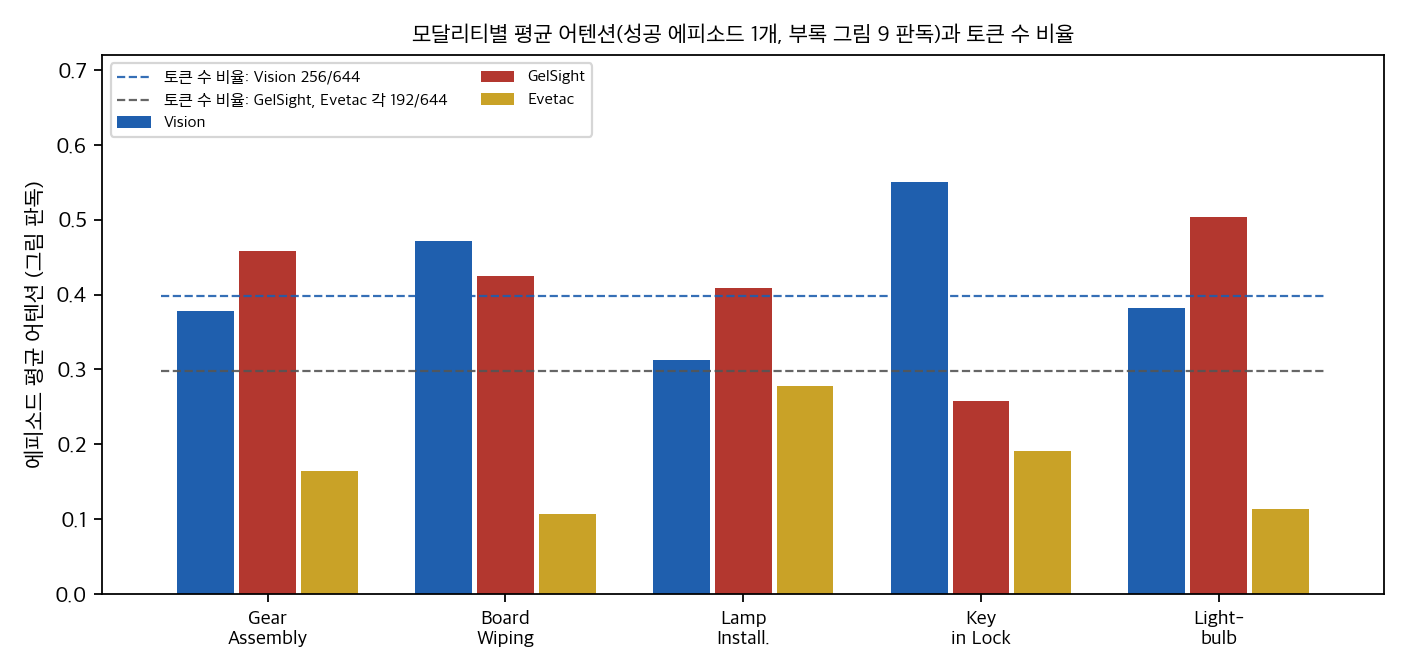 모달리티별 평균 어텐션(성공 에피소드 1개, 부록 그림 9 판독)과 토큰 수 비율
토큰 수 비율: Vision 256/644
토큰 수 비율: GelSight, Evetac 각 192/644
Vision
GelSight
Evetac
에피소드 평균 어텐션 (그림 판독)
0.7
0.6
0.5
0.4
0.3
0.2
0.1
0.0
Gear
Assembly
Board
Wiping
Lamp
Install.
Key
in Lock
Light-
bulb